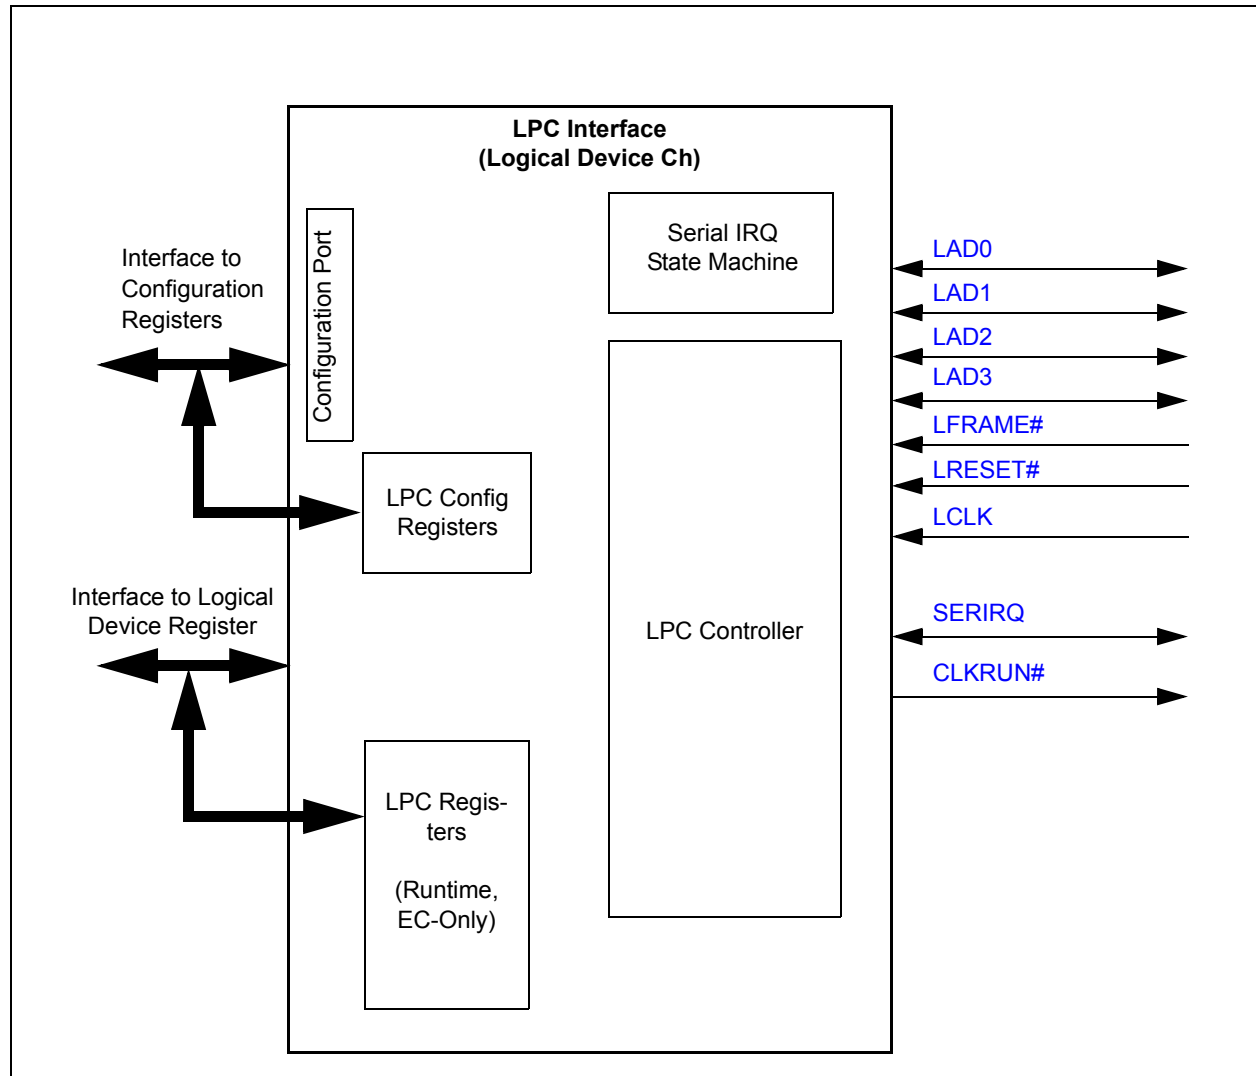 LPC Interface
(Logical Device Ch)
Interface to
Configuration
Registers
Configuration Port
Serial IRQ
State Machine
LAD0
LAD1
LAD2
LAD3
LFRAME#
LRESET#
LCLK
LPC Config
Registers
Interface to Logical
Device Register
LPC Controller
SERIRQ
CLKRUN#
LPC Regis-
ters
(Runtime,
EC-Only)